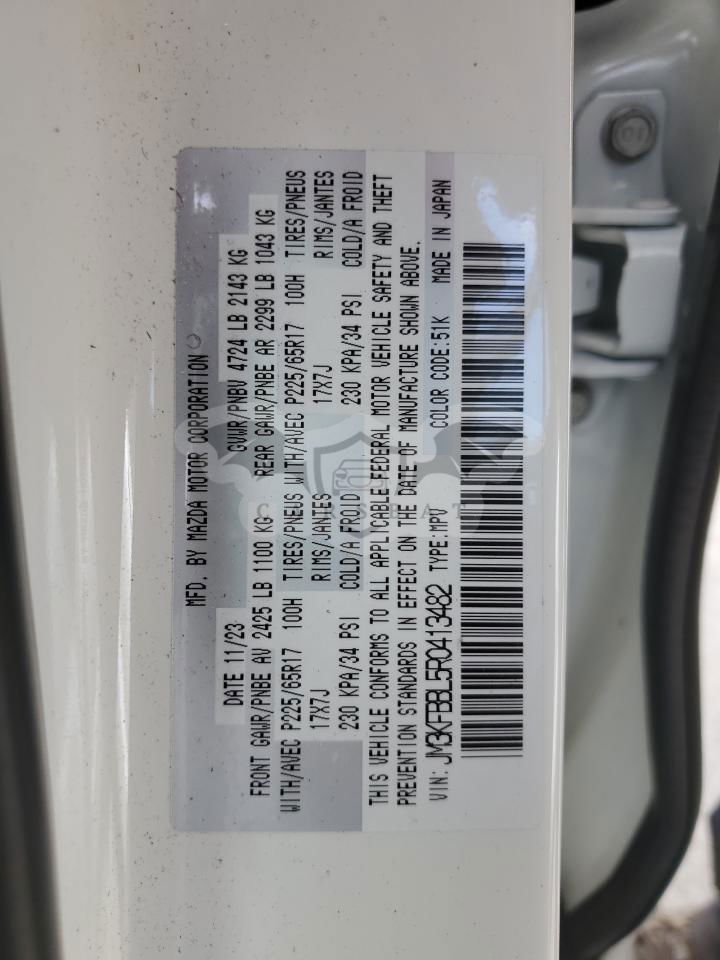 MFD. BY MAZDA MOTOR CORPORATION
DATE 11/23 GVWR/PNBV 4724 LB 2143 KG
FRONT GAWR/PNBE AV 2425 LB 1100 KG REAR GAWR/PNBE AR 2299 LB 1043 KG
WITH/AVEC P225/65R17 100H TIRES/PNEUS WITH/AVEC P225/65R17 100H TIRES/PNEUS
17X7J RIMS/JANTES 17X7J RIMS/JANTES
230 KPA/34 PSI COLD/A FROID 230 KPA/34 PSI COLD/A FROID
THIS VEHICLE CONFORMS TO ALL APPLICABLE FEDERAL MOTOR VEHICLE SAFETY AND THEFT
PREVENTION STANDARDS IN EFFECT ON THE DATE OF MANUFACTURE SHOWN ABOVE.
VIN: JM3KFBBL5R0413482 TYPE:MPV COLOR CODE:51K MADE IN JAPAN